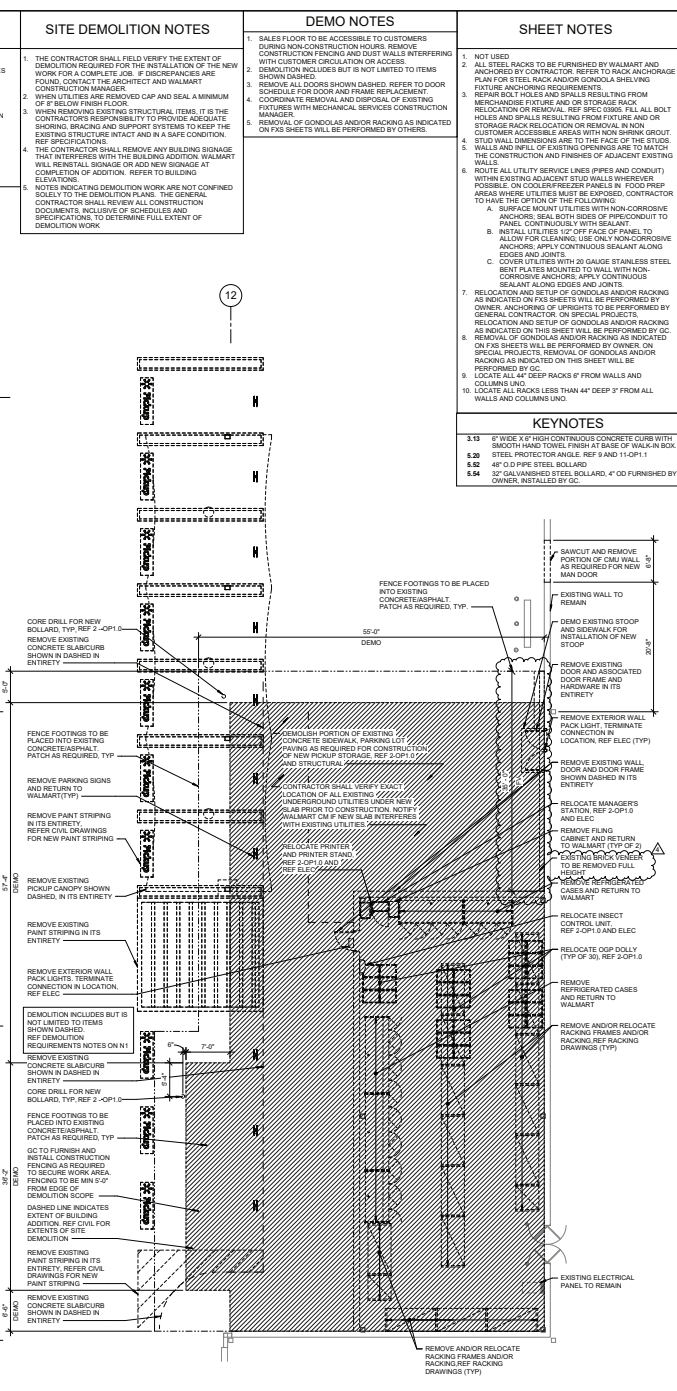 SITE DEMOLITION NOTES
1. THE CONTRACTOR SHALL FIELD VERIFY THE EXTENT OF
DEMOLITION REQUIRED FOR THE INSTALLATION OF THE NEW
WORK FOR A COMPLETE JOB. IF DISCREPANCIES ARE
FOUND, CONTACT THE ARCHITECT AND WALMART
CONSTRUCTION MANAGER.
2. WHEN UTILITIES ARE REMOVED CAP AND SEAL A MINIMUM
OF 8" BELOW FINISH FLOOR.
3. WHEN REMOVING EXISTING STRUCTURAL ITEMS, IT IS THE
CONTRACTOR'S RESPONSIBILITY TO PROVIDE ADEQUATE
SHORING, BRACING AND SUPPORT SYSTEMS TO KEEP THE
EXISTING STRUCTURE INTACT AND IN A SAFE CONDITION.
REF SPECIFICATIONS.
4. THE CONTRACTOR SHALL REMOVE ANY BUILDING SIGNAGE
THAT INTERFERES WITH THE BUILDING ADDITION. WALMART
WILL REINSTALL SIGNAGE OR ADD NEW SIGNAGE AT
COMPLETION OF ADDITION. REFER TO BUILDING
ELEVATIONS.
5. NOTES INDICATING DEMOLITION WORK ARE NOT CONFINED
SOLELY TO THE DEMOLITION PLANS. THE GENERAL
CONTRACTOR SHALL REVIEW ALL CONSTRUCTION
DOCUMENTS, INCLUSIVE OF SCHEDULES AND
SPECIFICATIONS, TO DETERMINE FULL EXTENT OF
DEMOLITION WORK
DEMO NOTES
1. SALES FLOOR TO BE ACCESSIBLE TO CUSTOMERS
DURING NON-CONSTRUCTION HOURS. REMOVE
CONSTRUCTION FENCING AND DUST WALLS INTERFERING
WITH CUSTOMER CIRCULATION OR ACCESS.
2. DEMOLITION INCLUDES BUT IS NOT LIMITED TO ITEMS
SHOWN DASHED.
3. REMOVE ALL DOORS SHOWN DASHED. REFER TO DOOR
SCHEDULE FOR DOOR AND FRAME REPLACEMENT.
4. COORDINATE REMOVAL AND DISPOSAL OF EXISTING
FIXTURES WITH MECHANICAL SERVICES CONSTRUCTION
MANAGER.
5. REMOVAL OF GONDOLAS AND/OR RACKING AS INDICATED
ON FXS SHEETS WILL BE PERFORMED BY OTHERS.
SHEET NOTES
1. NOT USED
2. ALL STEEL RACKS TO BE FURNISHED BY WALMART AND
ANCHORED BY CONTRACTOR. REFER TO RACK ANCHORAGE
PLAN FOR STEEL RACK AND/OR GONDOLA SHELVING
FIXTURE ANCHORING REQUIREMENTS.
3. REPAIR BOLT HOLES AND SPALLS RESULTING FROM
MERCHANDISE FIXTURE AND OR STORAGE RACK
RELOCATION OR REMOVAL. REF SPEC 03905. FILL ALL BOLT
HOLES AND SPALLS RESULTING FROM FIXTURE AND OR
STORAGE RACK RELOCATION OR REMOVAL IN NON
CUSTOMER ACCESSIBLE AREAS WITH NON SHRINK GROUT.
4. STUD WALL DIMENSIONS ARE TO THE FACE OF THE STUDS.
5. WALLS AND INFILL OF EXISTING OPENINGS ARE TO MATCH
THE CONSTRUCTION AND FINISHES OF ADJACENT EXISTING
WALLS.
6. ROUTE ALL UTILITY SERVICE LINES (PIPES AND CONDUIT)
WITHIN EXISTING ADJACENT STUD WALLS WHEREVER
POSSIBLE. ON COOLER/FREEZER PANELS IN FOOD PREP
AREAS WHERE UTILITIES MUST BE EXPOSED, CONTRACTOR
TO HAVE THE OPTION OF THE FOLLOWING:
A. SURFACE MOUNT UTILITIES WITH NON-CORROSIVE
ANCHORS; SEAL BOTH SIDES OF PIPE/CONDUIT TO
PANEL CONTINUOUSLY WITH SEALANT.
B. INSTALL UTILITIES 1/2" OFF FACE OF PANEL TO
ALLOW FOR CLEANING; USE ONLY NON-CORROSIVE
ANCHORS; APPLY CONTINUOUS SEALANT ALONG
EDGES AND JOINTS.
C. COVER UTILITIES WITH 20 GAUGE STAINLESS STEEL
BENT PLATES MOUNTED TO WALL WITH NON-
CORROSIVE ANCHORS; APPLY CONTINUOUS
SEALANT ALONG EDGES AND JOINTS.
7. RELOCATION AND SETUP OF GONDOLAS AND/OR RACKING
AS INDICATED ON FXS SHEETS WILL BE PERFORMED BY
OWNER. ANCHORING OF UPRIGHTS TO BE PERFORMED BY
GENERAL CONTRACTOR. ON SPECIAL PROJECTS,
RELOCATION AND SETUP OF GONDOLAS AND/OR RACKING
AS INDICATED ON THIS SHEET WILL BE PERFORMED BY GC.
8. REMOVAL OF GONDOLAS AND/OR RACKING AS INDICATED
ON FXS SHEETS WILL BE PERFORMED BY OWNER. ON
SPECIAL PROJECTS, REMOVAL OF GONDOLAS AND/OR
RACKING AS INDICATED ON THIS SHEET WILL BE
PERFORMED BY GC.
9. LOCATE ALL 44" DEEP RACKS 6" FROM WALLS AND
COLUMNS UNO.
10. LOCATE ALL RACKS LESS THAN 44" DEEP 3" FROM ALL
WALLS AND COLUMNS UNO.
KEYNOTES
3.13 6" WIDE X 6" HIGH CONTINUOUS CONCRETE CURB WITH
SMOOTH HAND TOWEL FINISH AT BASE OF WALK-IN BOX.
5.20 STEEL PROTECTOR ANGLE. REF 9 AND 11-OP1.1
5.52 48" O.D PIPE STEEL BOLLARD
5.54 32" GALVANISHED STEEL BOLLARD, 4" OD FURNISHED BY
OWNER, INSTALLED BY GC.
12
CORE DRILL FOR NEW
BOLLARD, TYP, REF 2 -OP1.0
REMOVE EXISTING
CONCRETE SLAB/CURB
SHOWN IN DASHED IN
ENTIRETY
FENCE FOOTINGS TO BE
PLACED INTO EXISTING
CONCRETE/ASPHALT.
PATCH AS REQUIRED, TYP
REMOVE PARKING SIGNS
AND RETURN TO
WALMART(TYP)
REMOVE PAINT STRIPING
IN ITS ENTIRETY,
REFER CIVIL DRAWINGS
FOR NEW PAINT STRIPING
REMOVE EXISTING
PICKUP CANOPY SHOWN
DASHED, IN ITS ENTIRETY
REMOVE EXISTING
PAINT STRIPING IN ITS
ENTIRETY
REMOVE EXTERIOR WALL
PACK LIGHTS. TERMINATE
CONNECTION IN LOCATION,
REF ELEC
DEMOLITION INCLUDES BUT IS
NOT LIMITED TO ITEMS
SHOWN DASHED.
REF DEMOLITION
REQUIREMENTS NOTES ON N1
REMOVE EXISTING
CONCRETE SLAB/CURB
SHOWN IN DASHED IN
ENTIRETY
CORE DRILL FOR NEW
BOLLARD, TYP, REF 2 -OP1.0
FENCE FOOTINGS TO BE
PLACED INTO EXISTING
CONCRETE/ASPHALT.
PATCH AS REQUIRED, TYP
GC TO FURNISH AND
INSTALL CONSTRUCTION
FENCING AS REQUIRED
TO SECURE WORK AREA.
FENCING TO BE MIN 5'-0"
FROM EDGE OF
DEMOLITION SCOPE
DASHED LINE INDICATES
EXTENT OF BUILDING
ADDITION. REF CIVIL FOR
EXTENTS OF SITE
DEMOLITION
REMOVE EXISTING
PAINT STRIPING IN ITS
ENTIRETY, REFER CIVIL
DRAWINGS FOR NEW
PAINT STRIPING
REMOVE EXISTING
CONCRETE SLAB/CURB
SHOWN IN DASHED IN
ENTIRETY
5'-0"
57'-4"
DEMO
36'-2"
DEMO
6'-6"
DEMO
6"
7'-0"
5'-4"
55'-0"
DEMO
Pickup
FENCE FOOTINGS TO BE PLACED
INTO EXISTING
CONCRETE/ASPHALT.
PATCH AS REQUIRED, TYP.
DEMOLISH PORTION OF EXISTING
CONCRETE SIDEWALK, PARKING LOT
PAVING AS REQUIRED FOR CONSTRUCTION
OF NEW PICKUP STORAGE, REF 2-OP1.0
AND STRUCTURAL
CONTRACTOR SHALL VERIFY EXACT
LOCATION OF ALL EXISTING
UNDERGROUND UTILITIES UNDER NEW
SLAB PRIOR TO CONSTRUCTION. NOTIFY
WALMART CM IF NEW SLAB INTERFERES
WITH EXISTING UTILITIES
RELOCATE PRINTER
AND PRINTER STAND,
REF 2-OP1.0 AND
REF ELEC
SAWCUT AND REMOVE
PORTION OF CMU WALL
AS REQUIRED FOR NEW
MAN DOOR
6'-8"
EXISTING WALL TO
REMAIN
DEMO EXISTING STOOP
AND SIDEWALK FOR
INSTALLATION OF NEW
STOOP
20'-8"
REMOVE EXISTING
DOOR AND ASSOCIATED
DOOR FRAME AND
HARDWARE IN ITS
ENTIRETY
REMOVE EXTERIOR WALL
PACK LIGHT, TERMINATE
CONNECTION IN
LOCATION, REF ELEC (TYP)
REMOVE EXISTING WALL,
DOOR AND DOOR FRAME
SHOWN DASHED IN ITS
ENTIRETY
RELOCATE MANAGER'S
STATION, REF 2-OP1.0
AND ELEC
REMOVE FILING
CABINET AND RETURN
TO WALMART (TYP OF 2)
EXISTING BRICK VENEER
TO BE REMOVED FULL
HEIGHT
4
REMOVE REFRIGERATED
CASES AND RETURN TO
WALMART
RELOCATE INSECT
CONTROL UNIT,
REF 2-OP1.0 AND ELEC
RELOCATE OGP DOLLY
(TYP OF 30), REF 2-OP1.0
REMOVE
REFRIGERATED CASES
AND RETURN TO
WALMART
REMOVE AND/OR RELOCATE
RACKING FRAMES AND/OR
RACKING,REF RACKING
DRAWINGS (TYP)
EXISTING ELECTRICAL
PANEL TO REMAIN
REMOVE AND/OR RELOCATE
RACKING FRAMES AND/OR
RACKING,REF RACKING
DRAWINGS (TYP)